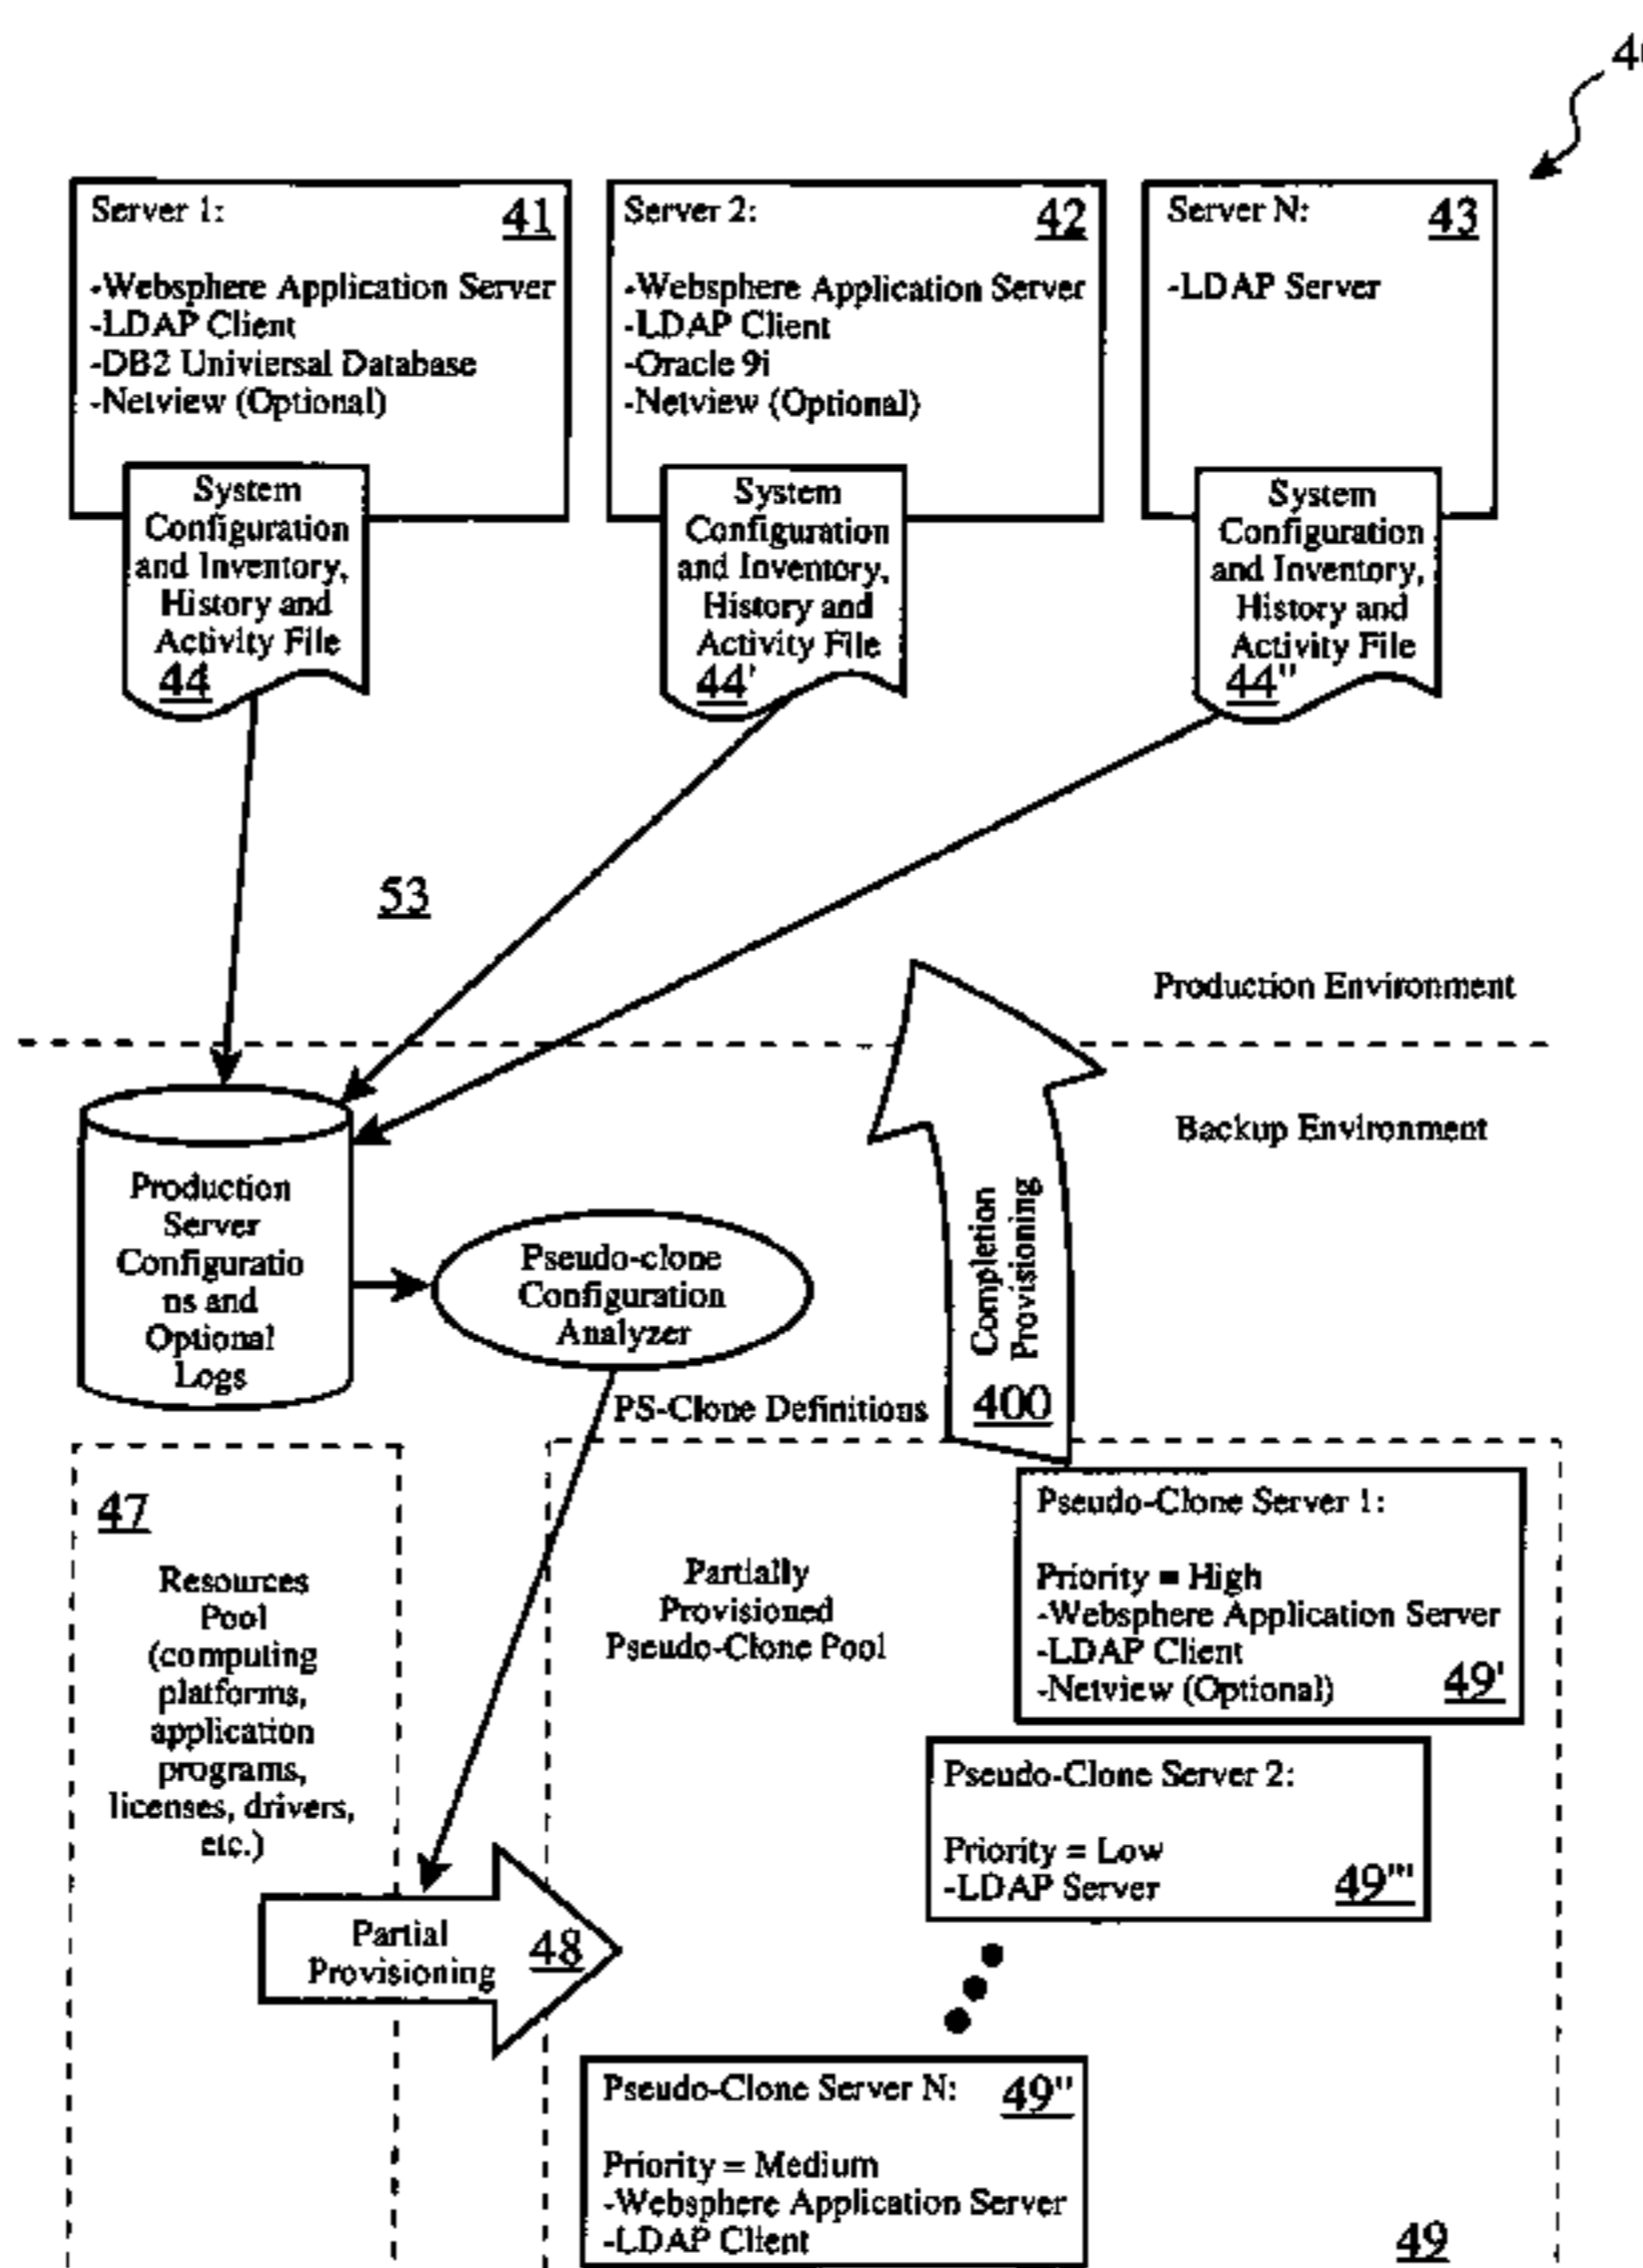 Server 1:
41
-Websphere Application Server
-LDAP Client
-DB2 Univiersal Database
-Netview (Optional)
System
Configuration
and Inventory,
History and
Activity File
44
Server 2:
42
-Websphere Application Server
-LDAP Client
-Oracle 9i
-Netview (Optional)
System
Configuration
and Inventory,
History and
Activity File
44'
Server N:
43
-LDAP Server
System
Configuration
and Inventory,
History and
Activity File
44"
53
Production Environment
Backup Environment
Production
Server
Configuratio
ns and
Optional
Logs
Pseudo-clone
Configuration
Analyzer
Completion
Provisioning
400
PS-Clone Definitions
47
Resources
Pool
(computing
platforms,
application
programs,
licenses, drivers,
etc.)
Partial
Provisioning
48
Partially
Provisioned
Pseudo-Clone Pool
Pseudo-Clone Server 1:
Priority = High
-Websphere Application Server
-LDAP Client
-Netview (Optional)
49'
Pseudo-Clone Server 2:
Priority = Low
-LDAP Server
49'''
Pseudo-Clone Server N:
49"
Priority = Medium
-Websphere Application Server
-LDAP Client
49